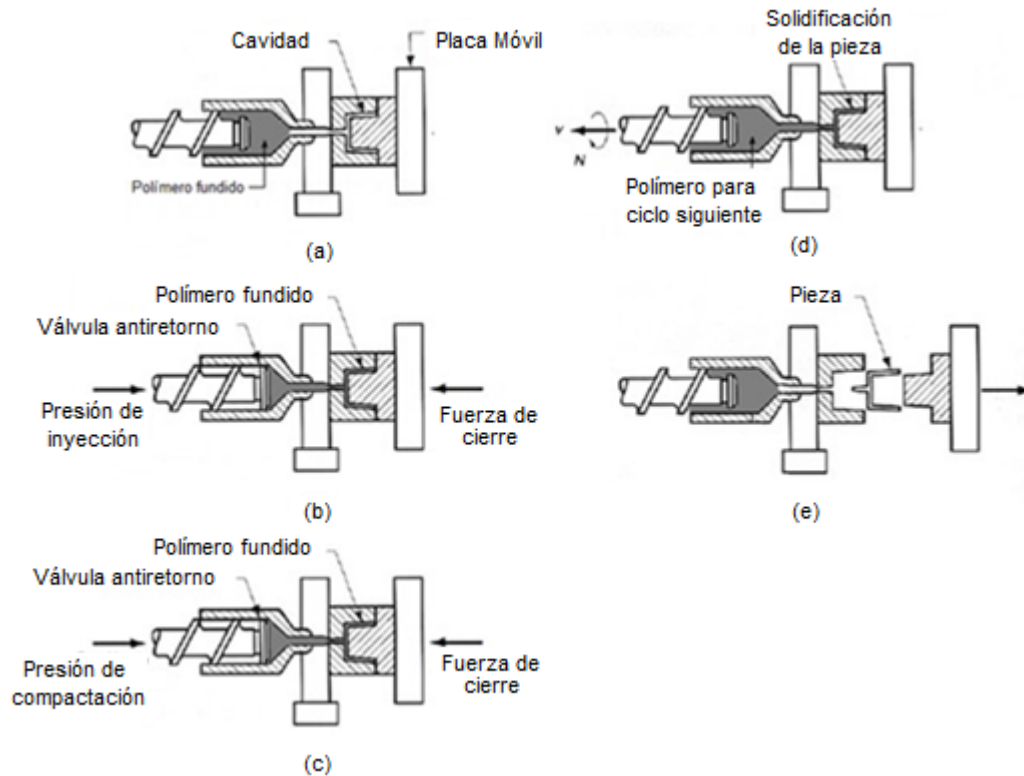 Cavidad
Placa Móvil
Polímero fundido
(a)
Polímero fundido
Válvula antiretorno
Presión de
inyección
Fuerza de
cierre
(b)
Polímero fundido
Válvula antiretorno
Presión de
compactación
Fuerza de
cierre
(c)
Solidificación
de la pieza
v
N
Polímero para
ciclo siguiente
(d)
Pieza
(e)